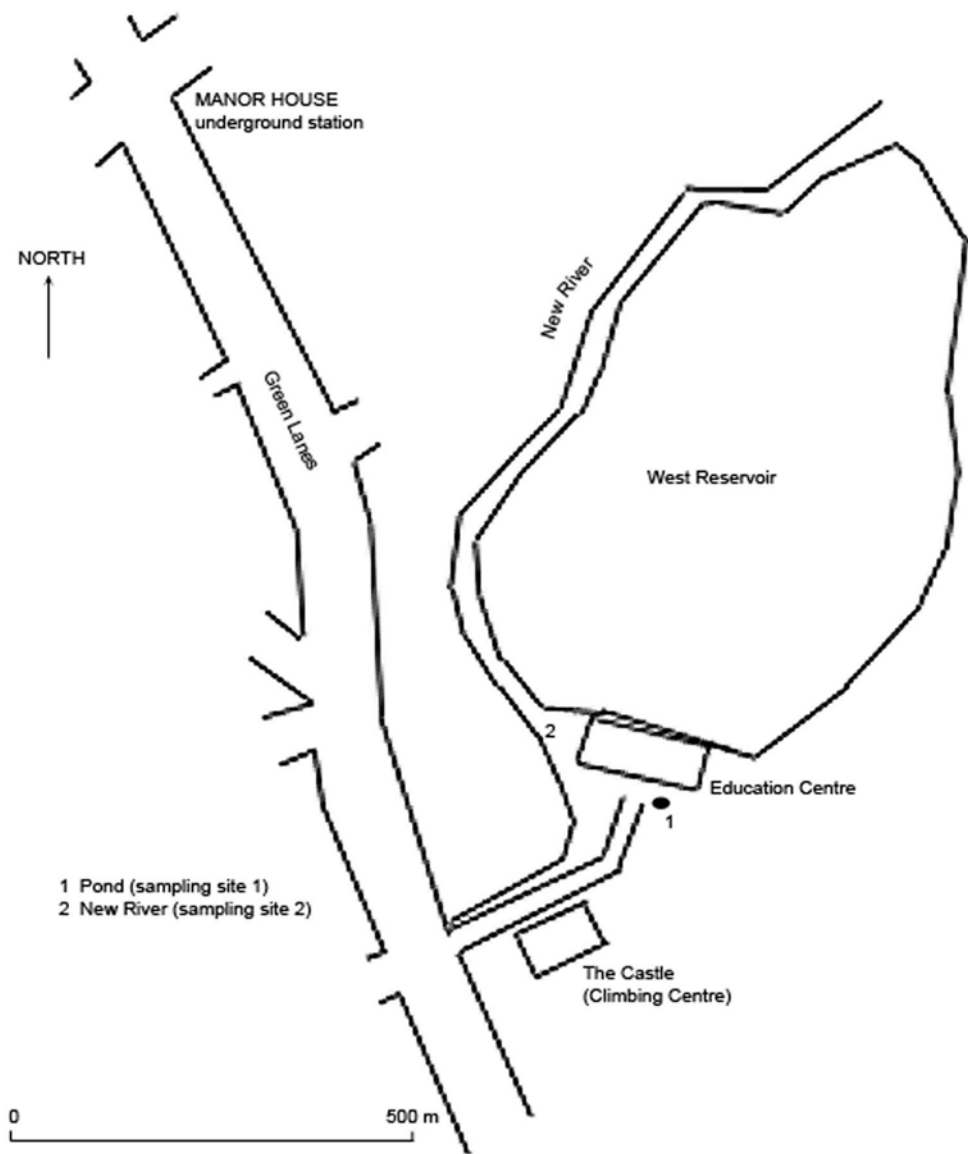 MANOR HOUSE
underground station
NORTH
New River
Green Lanes
West Reservoir
2
Education Centre
1
1 Pond (sampling site 1)
2 New River (sampling site 2)
The Castle
(Climbing Centre)
0 500 m